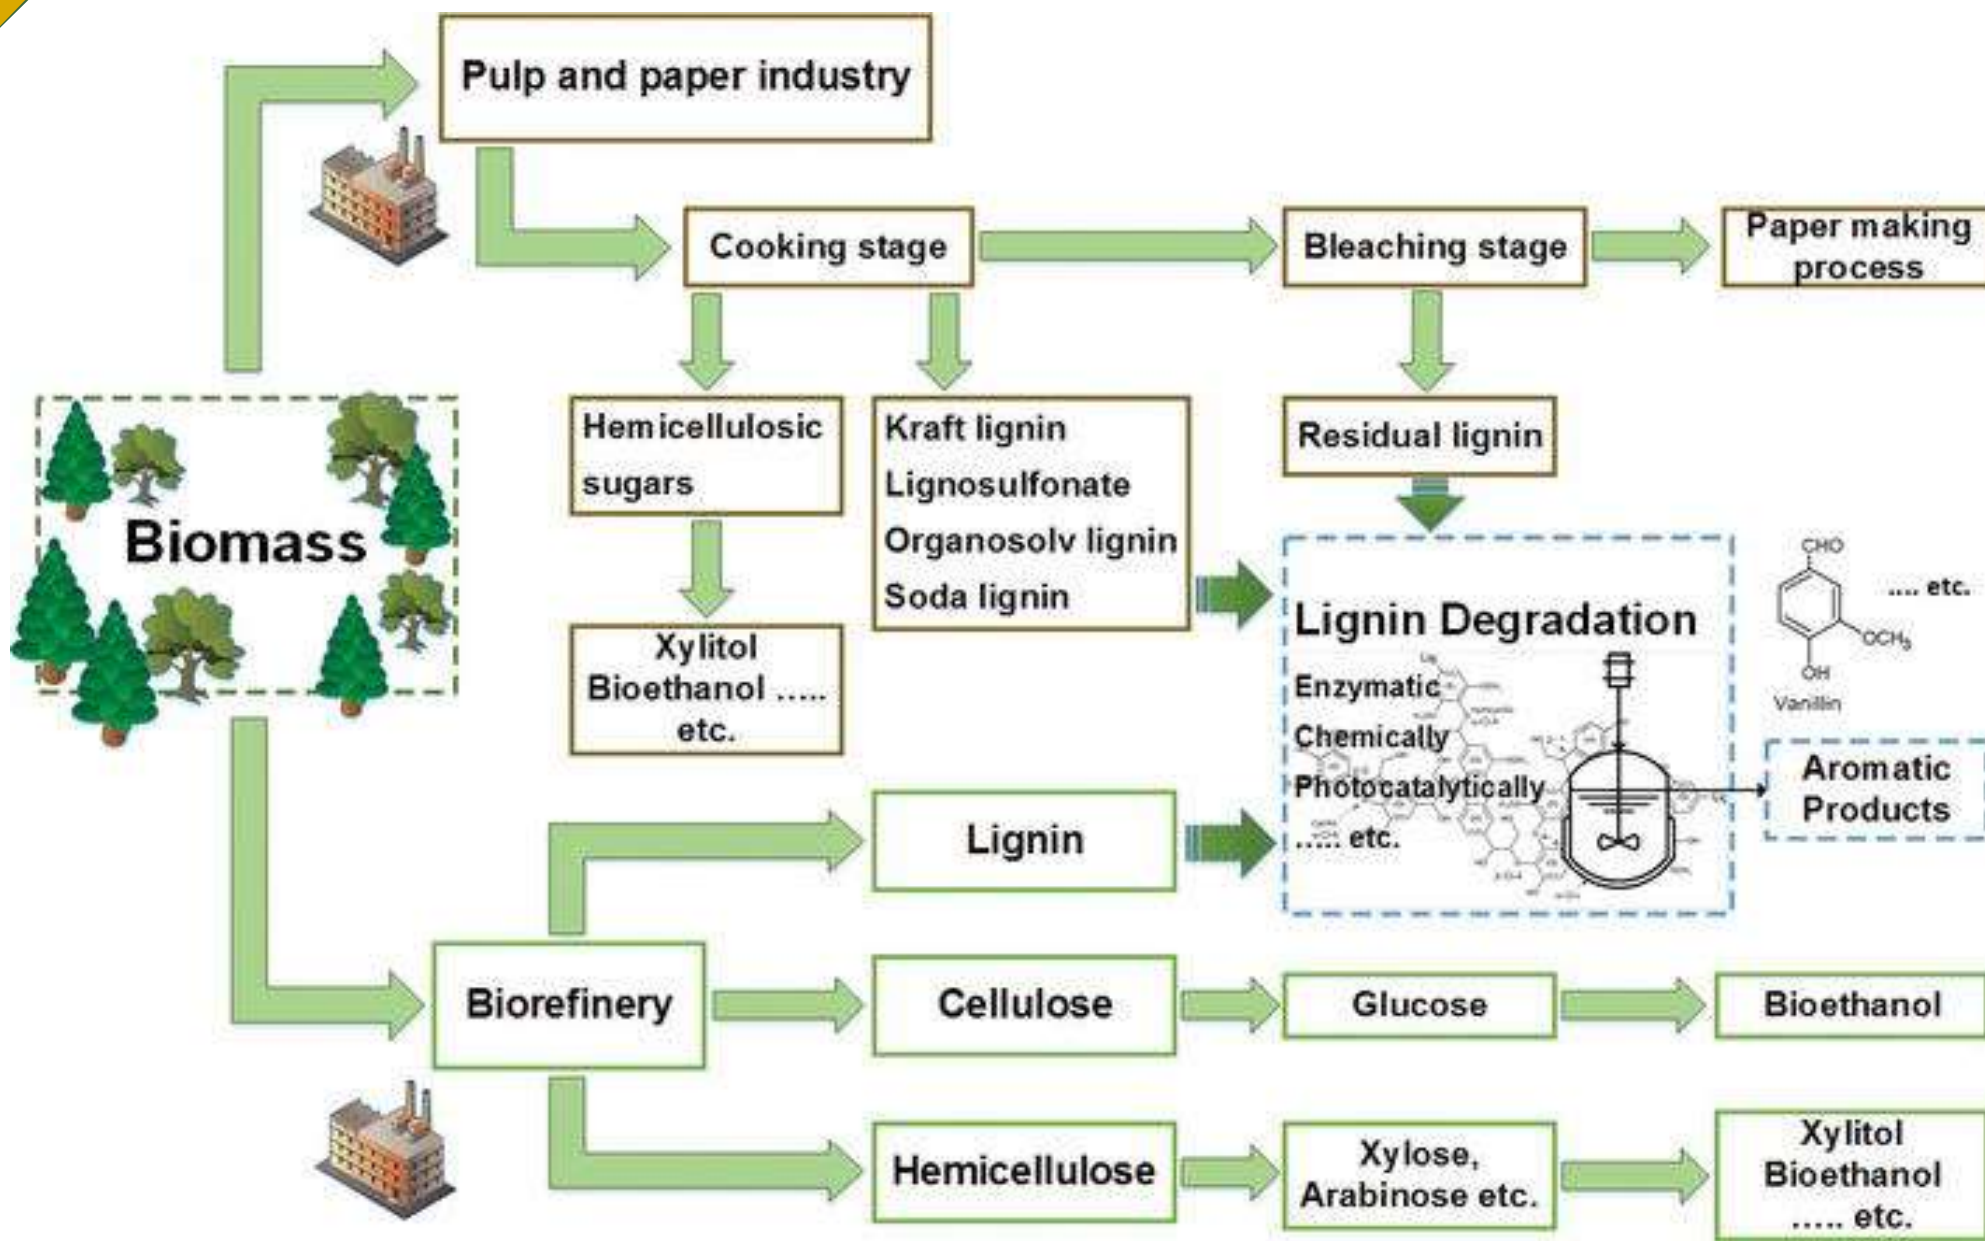 Pulp and paper industry
Cooking stage
Bleaching stage
Paper making
process
Hemicellulosic
sugars
Kraft lignin
Lignosulfonate
Organosolv lignin
Soda lignin
Residual lignin
Biomass
Xylitol
Bioethanol .....
etc.
Lignin Degradation
Enzymatic
Chemically
Photocatalytically
..... etc.
CHO
.... etc.
OCH3
OH
Vanillin
Aromatic
Products
Lignin
Biorefinery
Cellulose
Glucose
Bioethanol
Hemicellulose
Xylose,
Arabinose etc.
Xylitol
Bioethanol
..... etc.